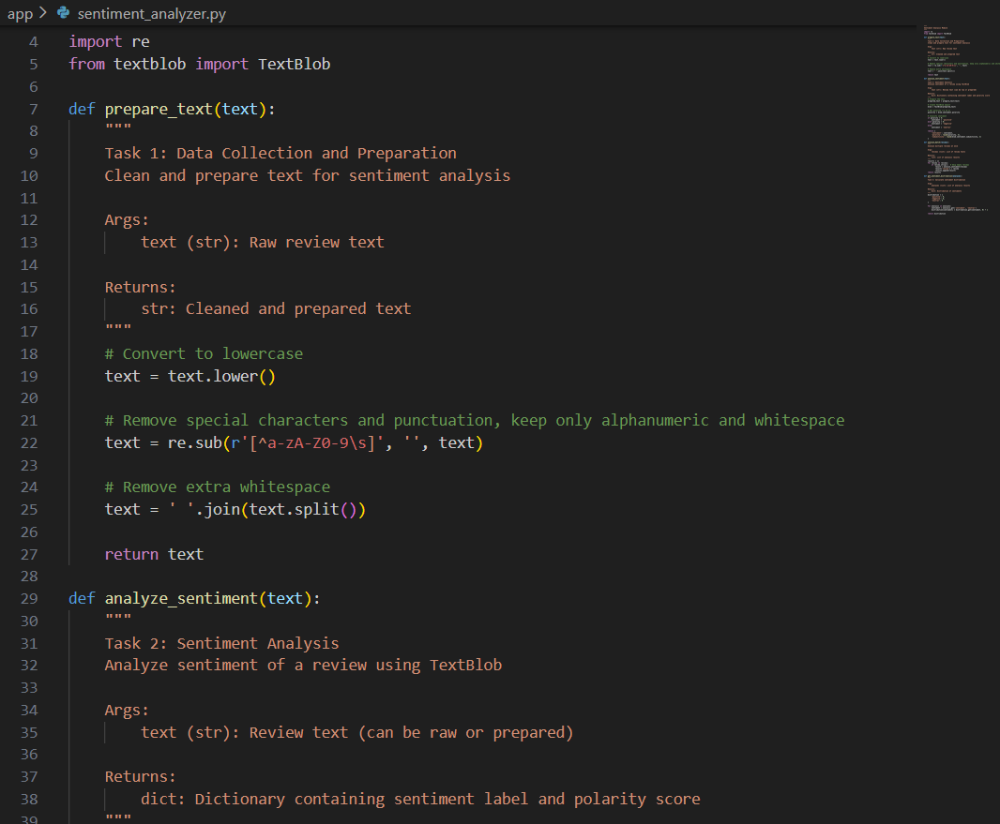 app > sentiment_analyzer.py
4 import re
5 from textblob import TextBlob
6
7 def prepare_text(text):
8     """
9     Task 1: Data Collection and Preparation
10     Clean and prepare text for sentiment analysis
11
12     Args:
13         text (str): Raw review text
14
15     Returns:
16         str: Cleaned and prepared text
17     """
18     # Convert to lowercase
19     text = text.lower()
20
21     # Remove special characters and punctuation, keep only alphanumeric and whitespace
22     text = re.sub(r'[^a-zA-Z0-9\s]', '', text)
23
24     # Remove extra whitespace
25     text = ' '.join(text.split())
26
27     return text
28
29 def analyze_sentiment(text):
30     """
31     Task 2: Sentiment Analysis
32     Analyze sentiment of a review using TextBlob
33
34     Args:
35         text (str): Review text (can be raw or prepared)
36
37     Returns:
38         dict: Dictionary containing sentiment label and polarity score
39     """